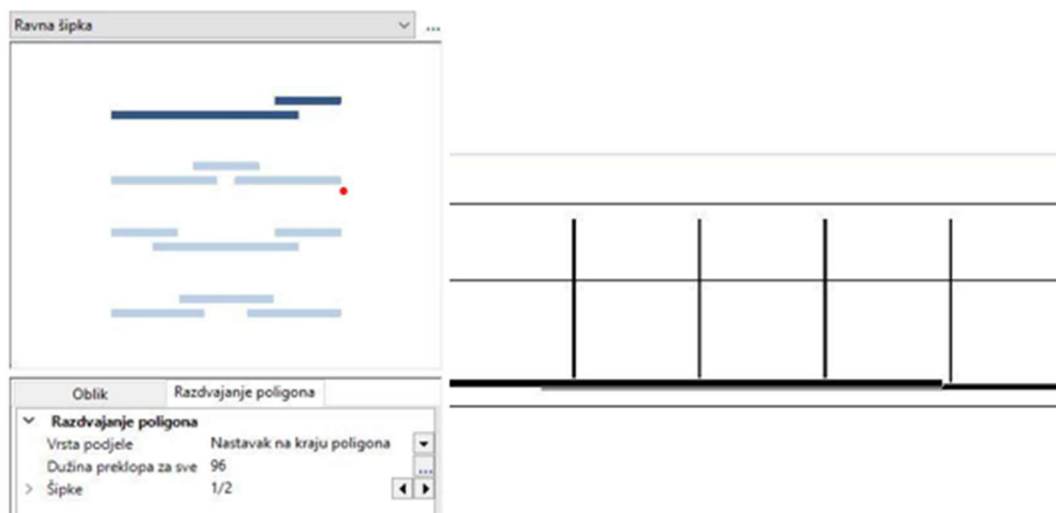 Ravna šipka
...
Oblik Razdvajanje poligona
Razdvajanje poligona
Vrsta podjele Nastavak na kraju poligona
Dužina preklopa za sve 96 ...
Šipke 1/2